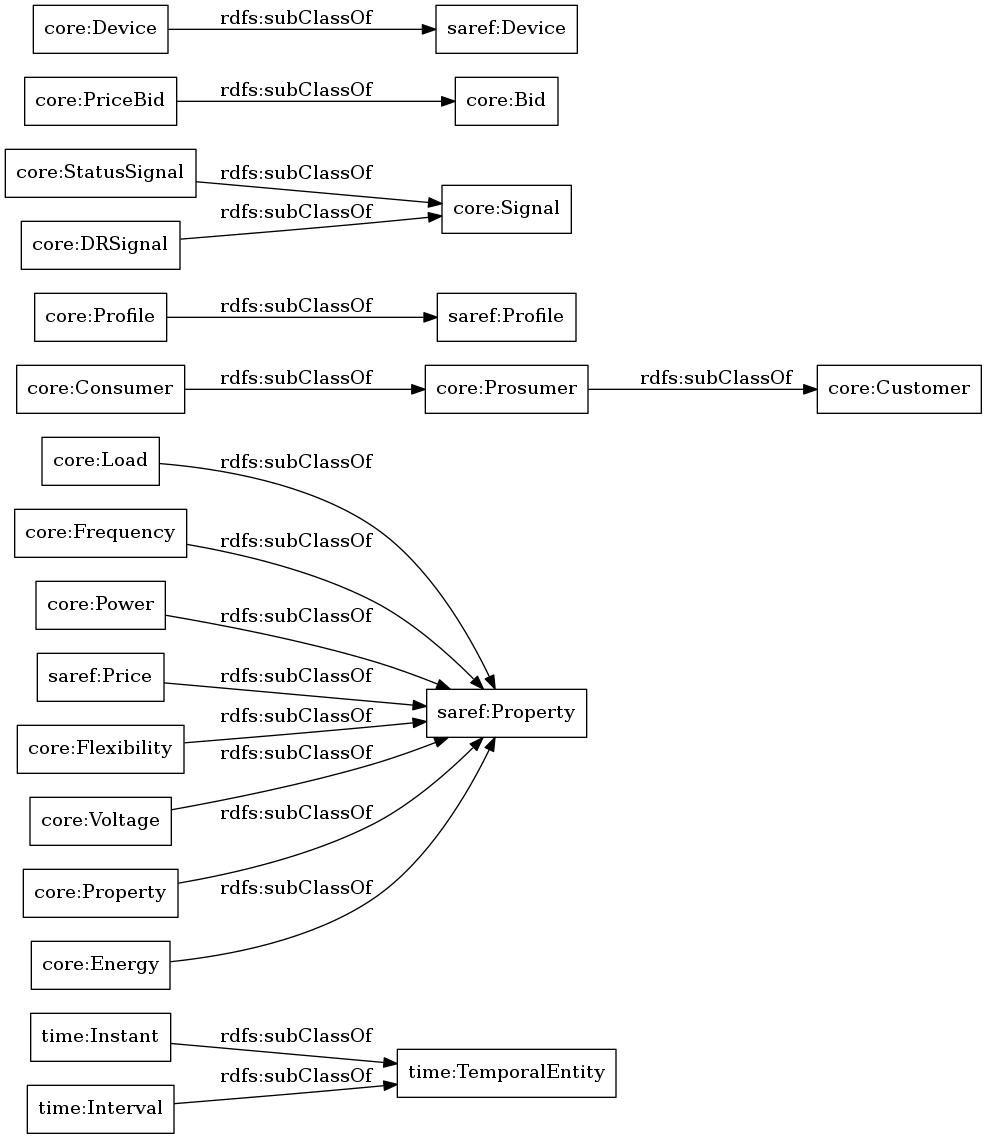 core:Device rdfs:subClassOf saref:Device
core:PriceBid rdfs:subClassOf core:Bid
core:StatusSignal rdfs:subClassOf
core:Signal
core:DRSignal rdfs:subClassOf
core:Profile rdfs:subClassOf saref:Profile
core:Consumer rdfs:subClassOf core:Prosumer rdfs:subClassOf core:Customer
core:Load rdfs:subClassOf
core:Frequency rdfs:subClassOf
core:Power rdfs:subClassOf
saref:Price rdfs:subClassOf
saref:Property
core:Flexibility rdfs:subClassOf
core:Voltage rdfs:subClassOf
core:Property rdfs:subClassOf
core:Energy rdfs:subClassOf
time:Instant rdfs:subClassOf
time:TemporalEntity
time:Interval rdfs:subClassOf